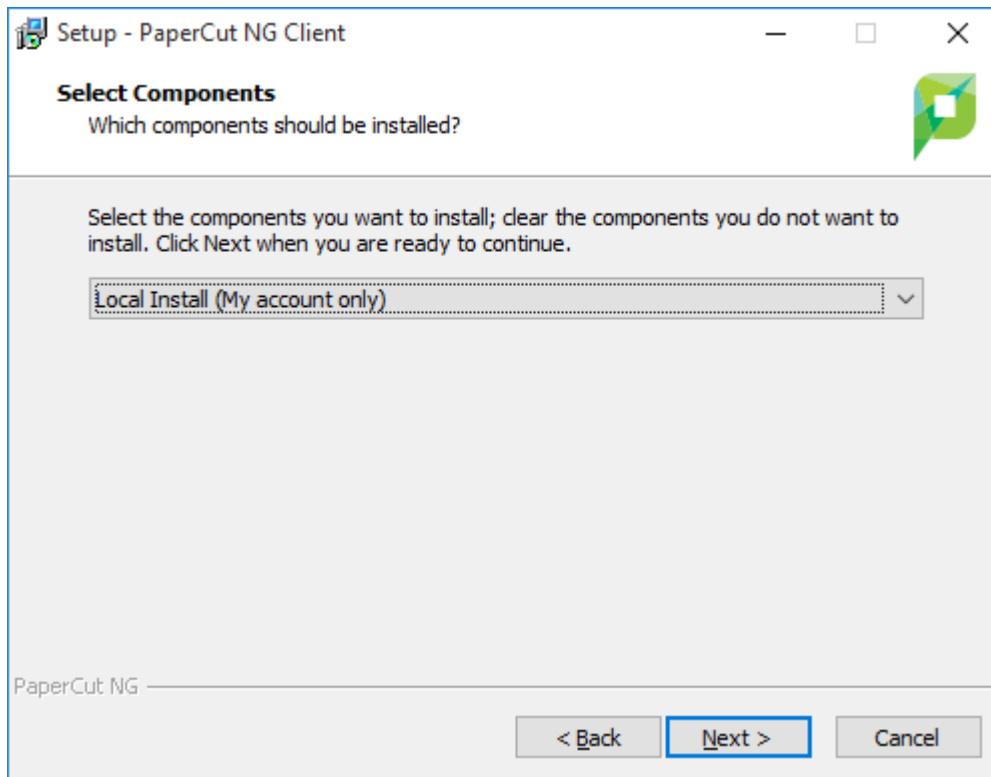 Setup - PaperCut NG Client
Select Components
Which components should be installed?
Select the components you want to install; clear the components you do not want to
install. Click Next when you are ready to continue.
Local Install (My account only)
PaperCut NG
< Back
Next >
Cancel